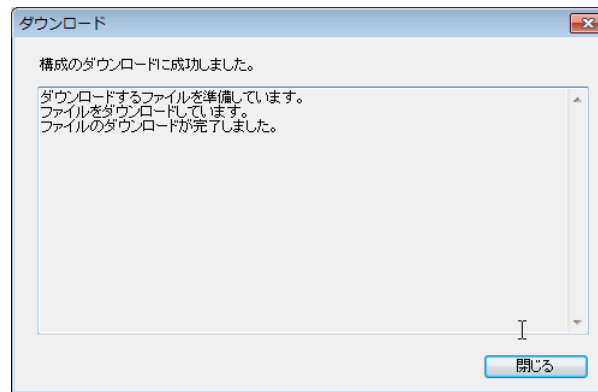 ダウンロード
構成のダウンロードに成功しました。
ダウンロードするファイルを準備しています。
ファイルをダウンロードしています。
ファイルのダウンロードが完了しました。
閉じる